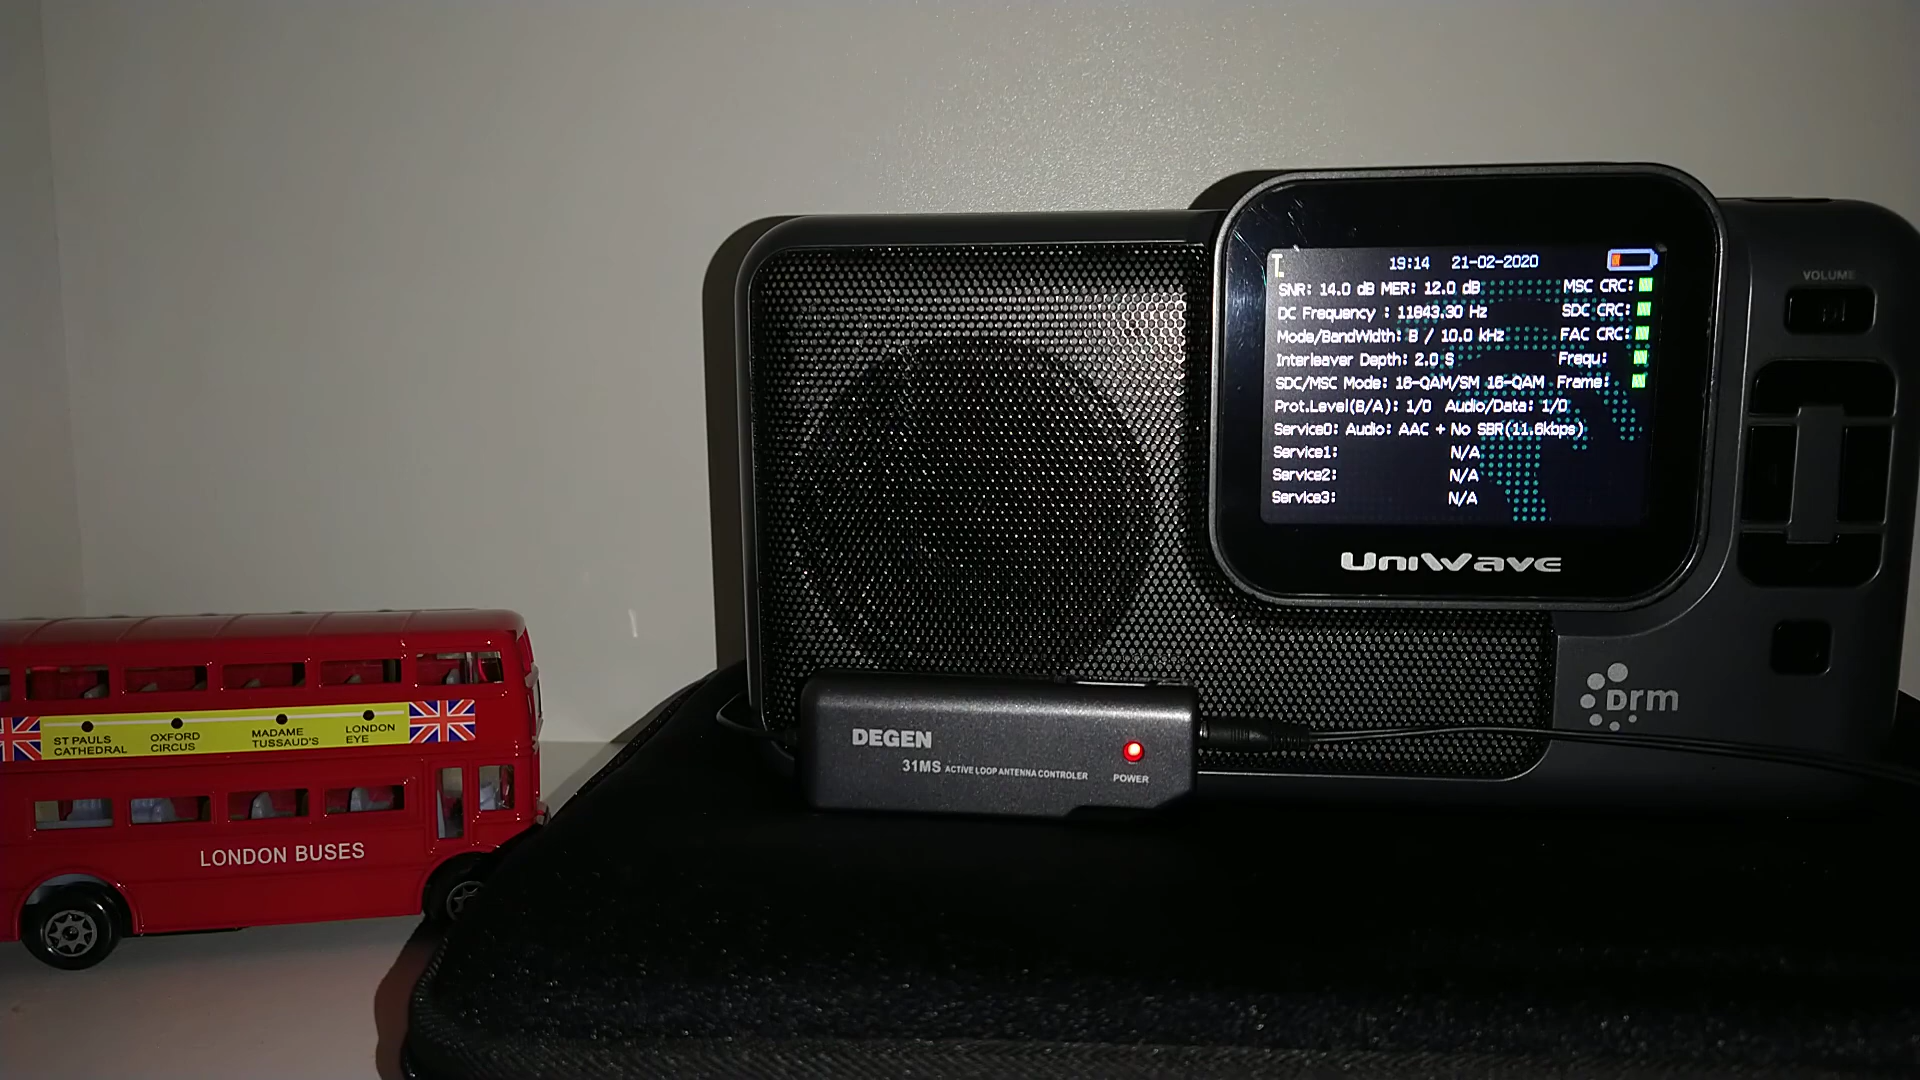 19:14 21-02-2020
SNR: 14.0 dB MER: 12.0 dB MSC CRC:
DC Frequency : 11843.30 Hz SDC CRC:
Mode/BandWidth: B / 10.0 kHz FAC CRC:
Interleaver Depth: 2.0 S Frequ:
SDC/MSC Mode: 16-QAM/SM 16-QAM Frame:
Prot.Level(B/A): 1/0 Audio/Data: 1/0
Service0: Audio: AAC + No SBR(11.6kbps)
Service1: N/A
Service2: N/A
Service3: N/A
UniWave
VOLUME
Drm
DEGEN
31MS ACTIVE LOOP ANTENNA CONTROLER
POWER
ST PAULS
CATHEDRAL
OXFORD
CIRCUS
MADAME
TUSSAUD'S
LONDON
EYE
LONDON BUSES